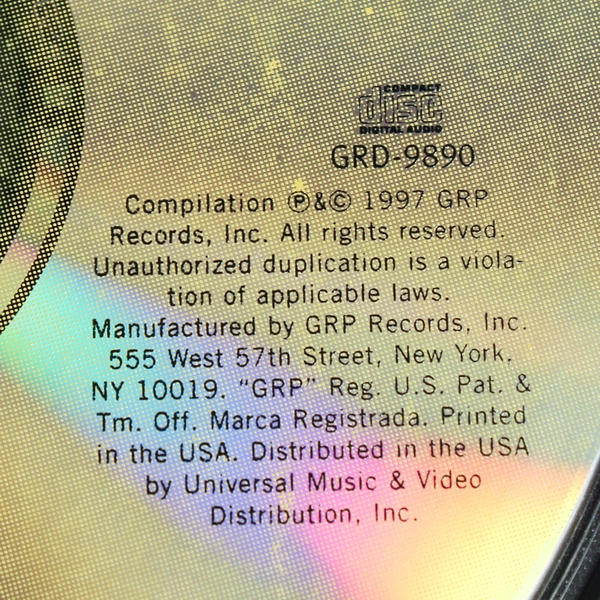 COMPACT
disc
DIGITAL AUDIO
GRD-9890
Compilation ℗&© 1997 GRP
Records, Inc. All rights reserved.
Unauthorized duplication is a viola-
tion of applicable laws.
Manufactured by GRP Records, Inc.
555 West 57th Street, New York.
NY 10019. “GRP” Reg. U.S. Pat. &
Tm. Off. Marca Registrada. Printed
in the USA. Distributed in the USA
by Universal Music & Video
Distribution, Inc.